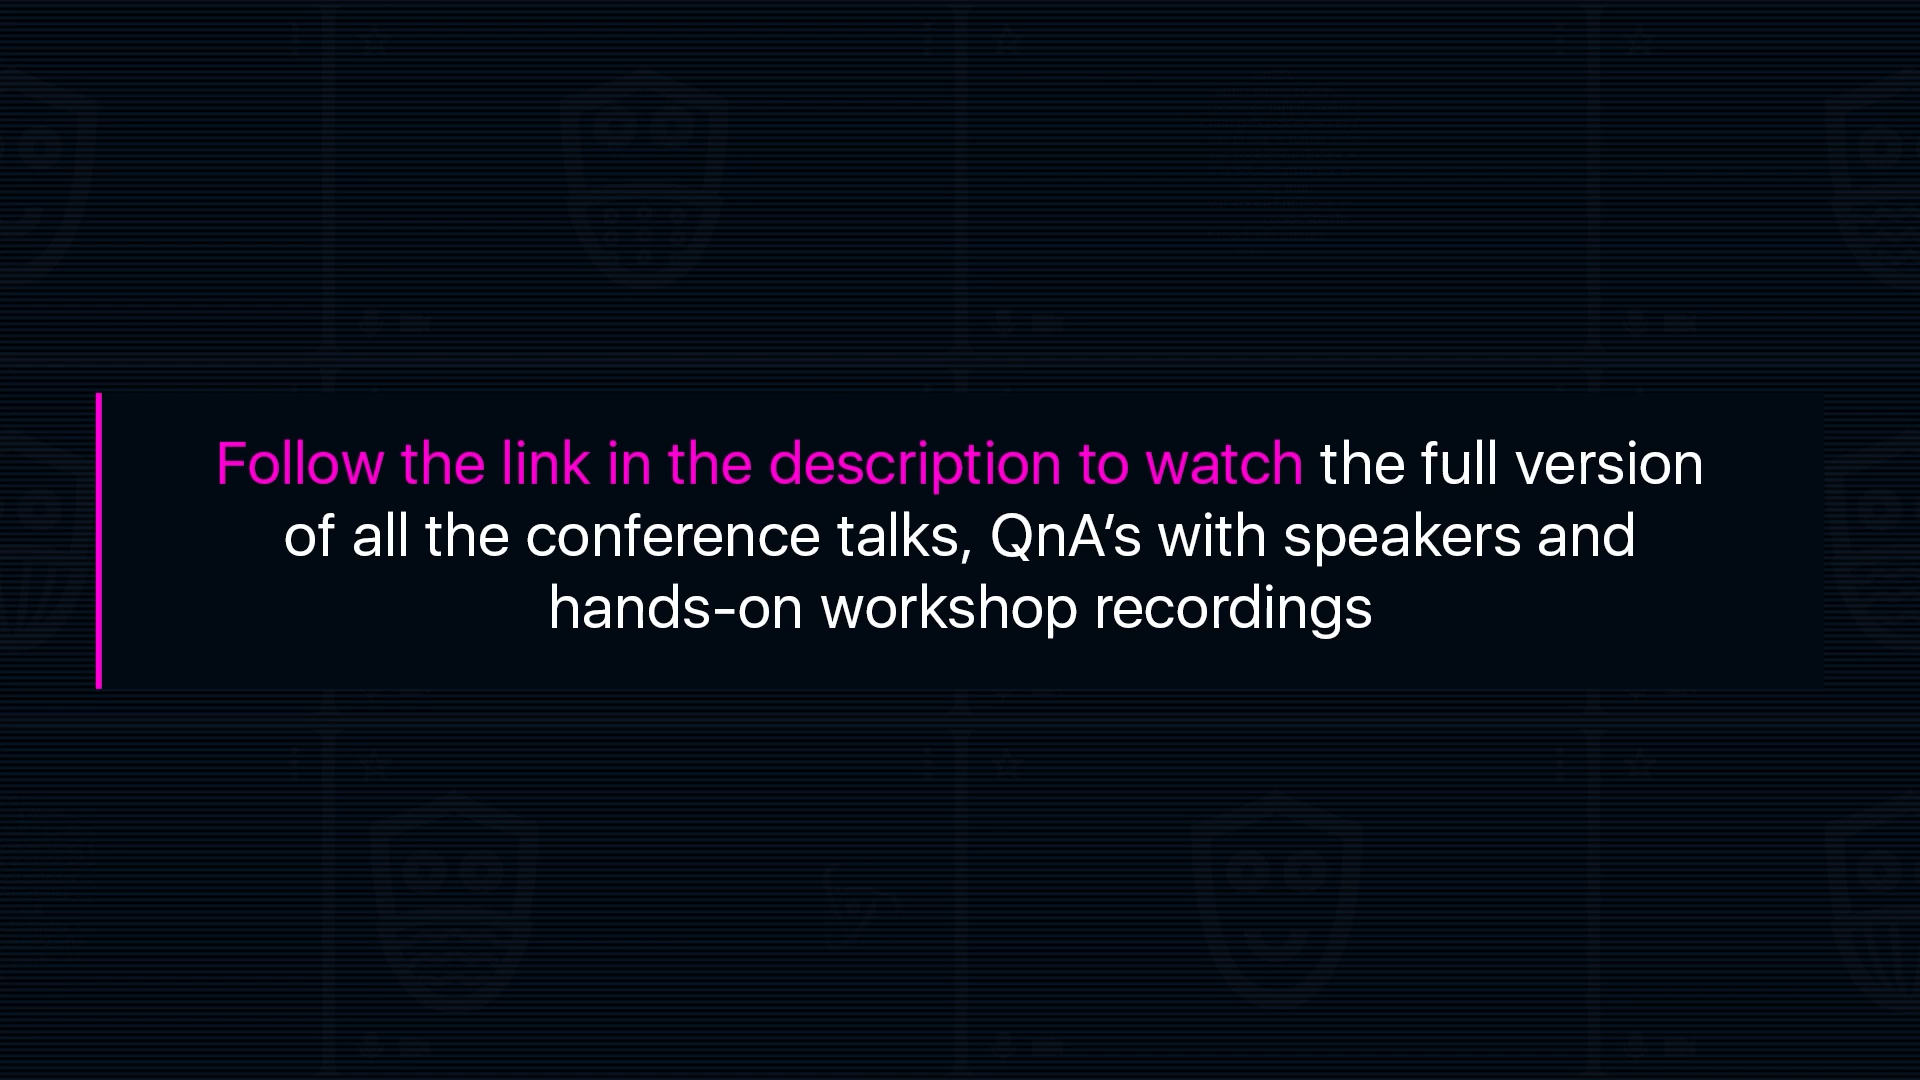 Follow the link in the description to watch the full version
of all the conference talks, QnA’s with speakers and
hands-on workshop recordings